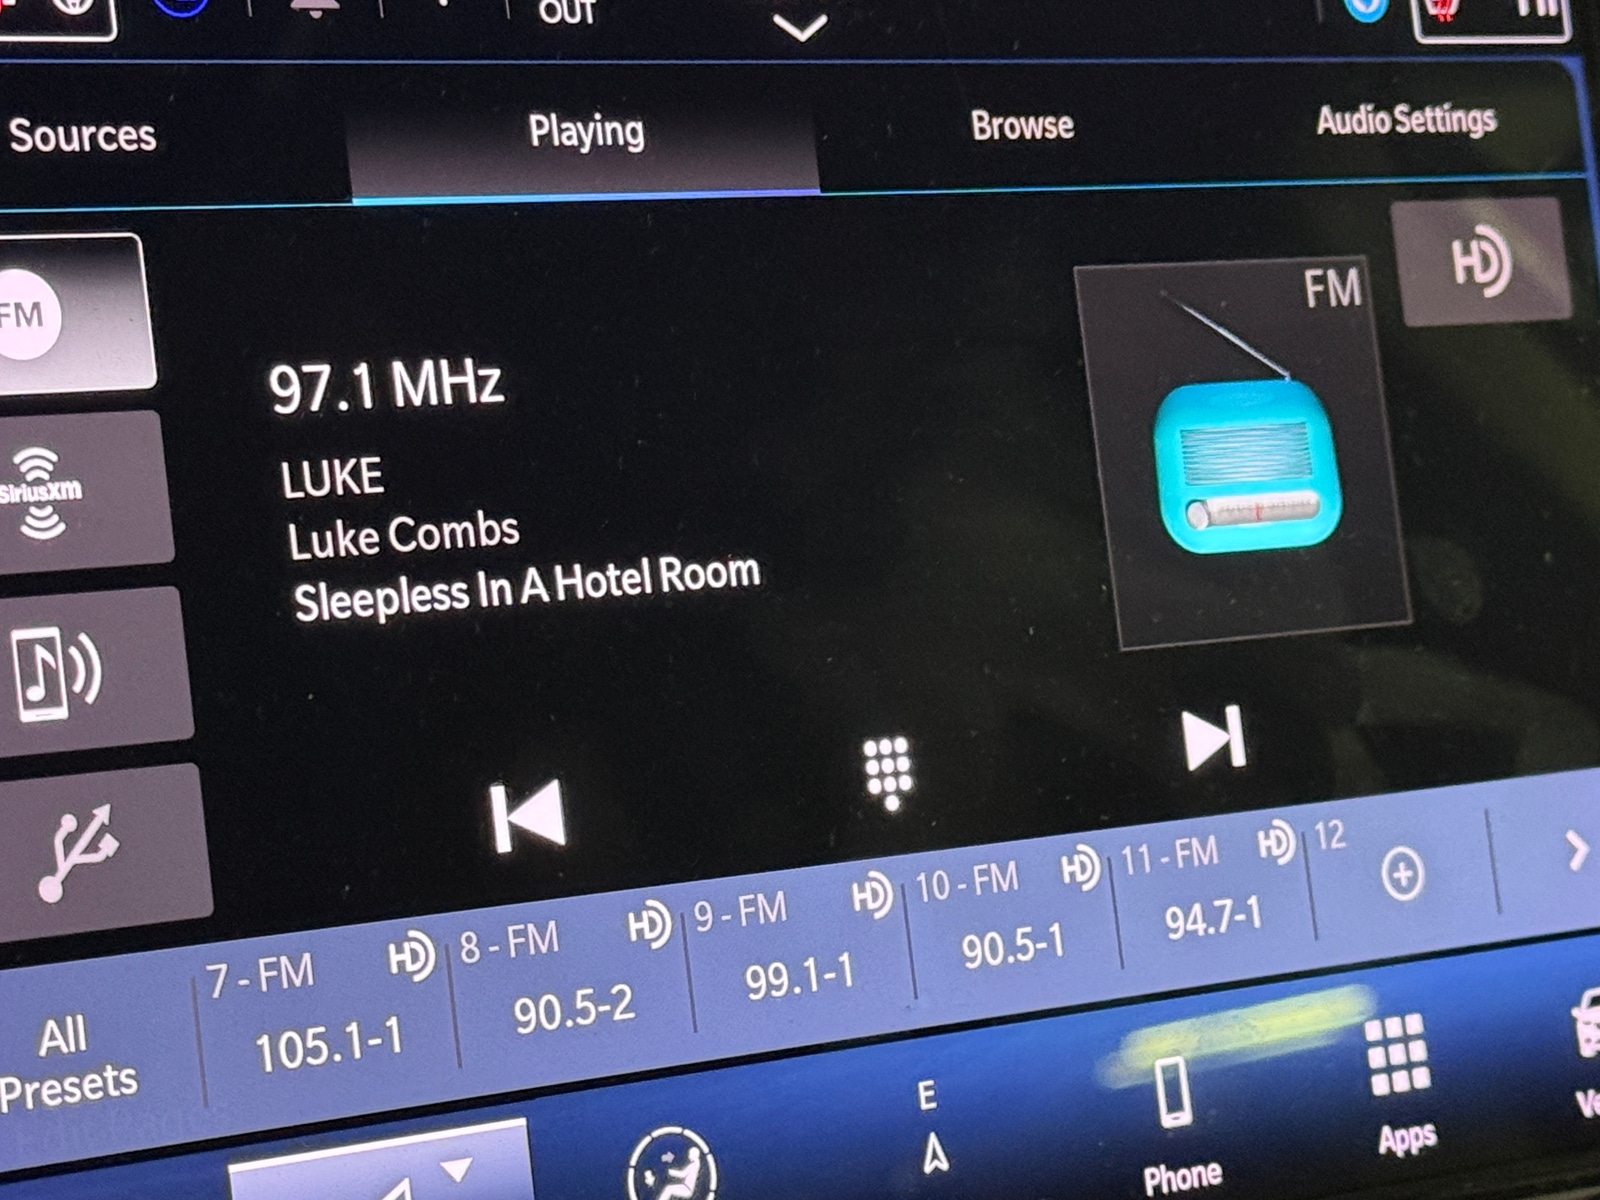 OUT
Sources
Playing
Browse
Audio Settings
FM
HD
FM
97.1 MHz
LUKE
Luke Combs
Sleepless In A Hotel Room
SiriusXm
7 - FM HD
105.1-1
8 - FM HD
90.5-2
9 - FM HD
99.1-1
10 - FM HD
90.5-1
11 - FM HD
94.7-1
12
All
Presets
E
Phone
Apps